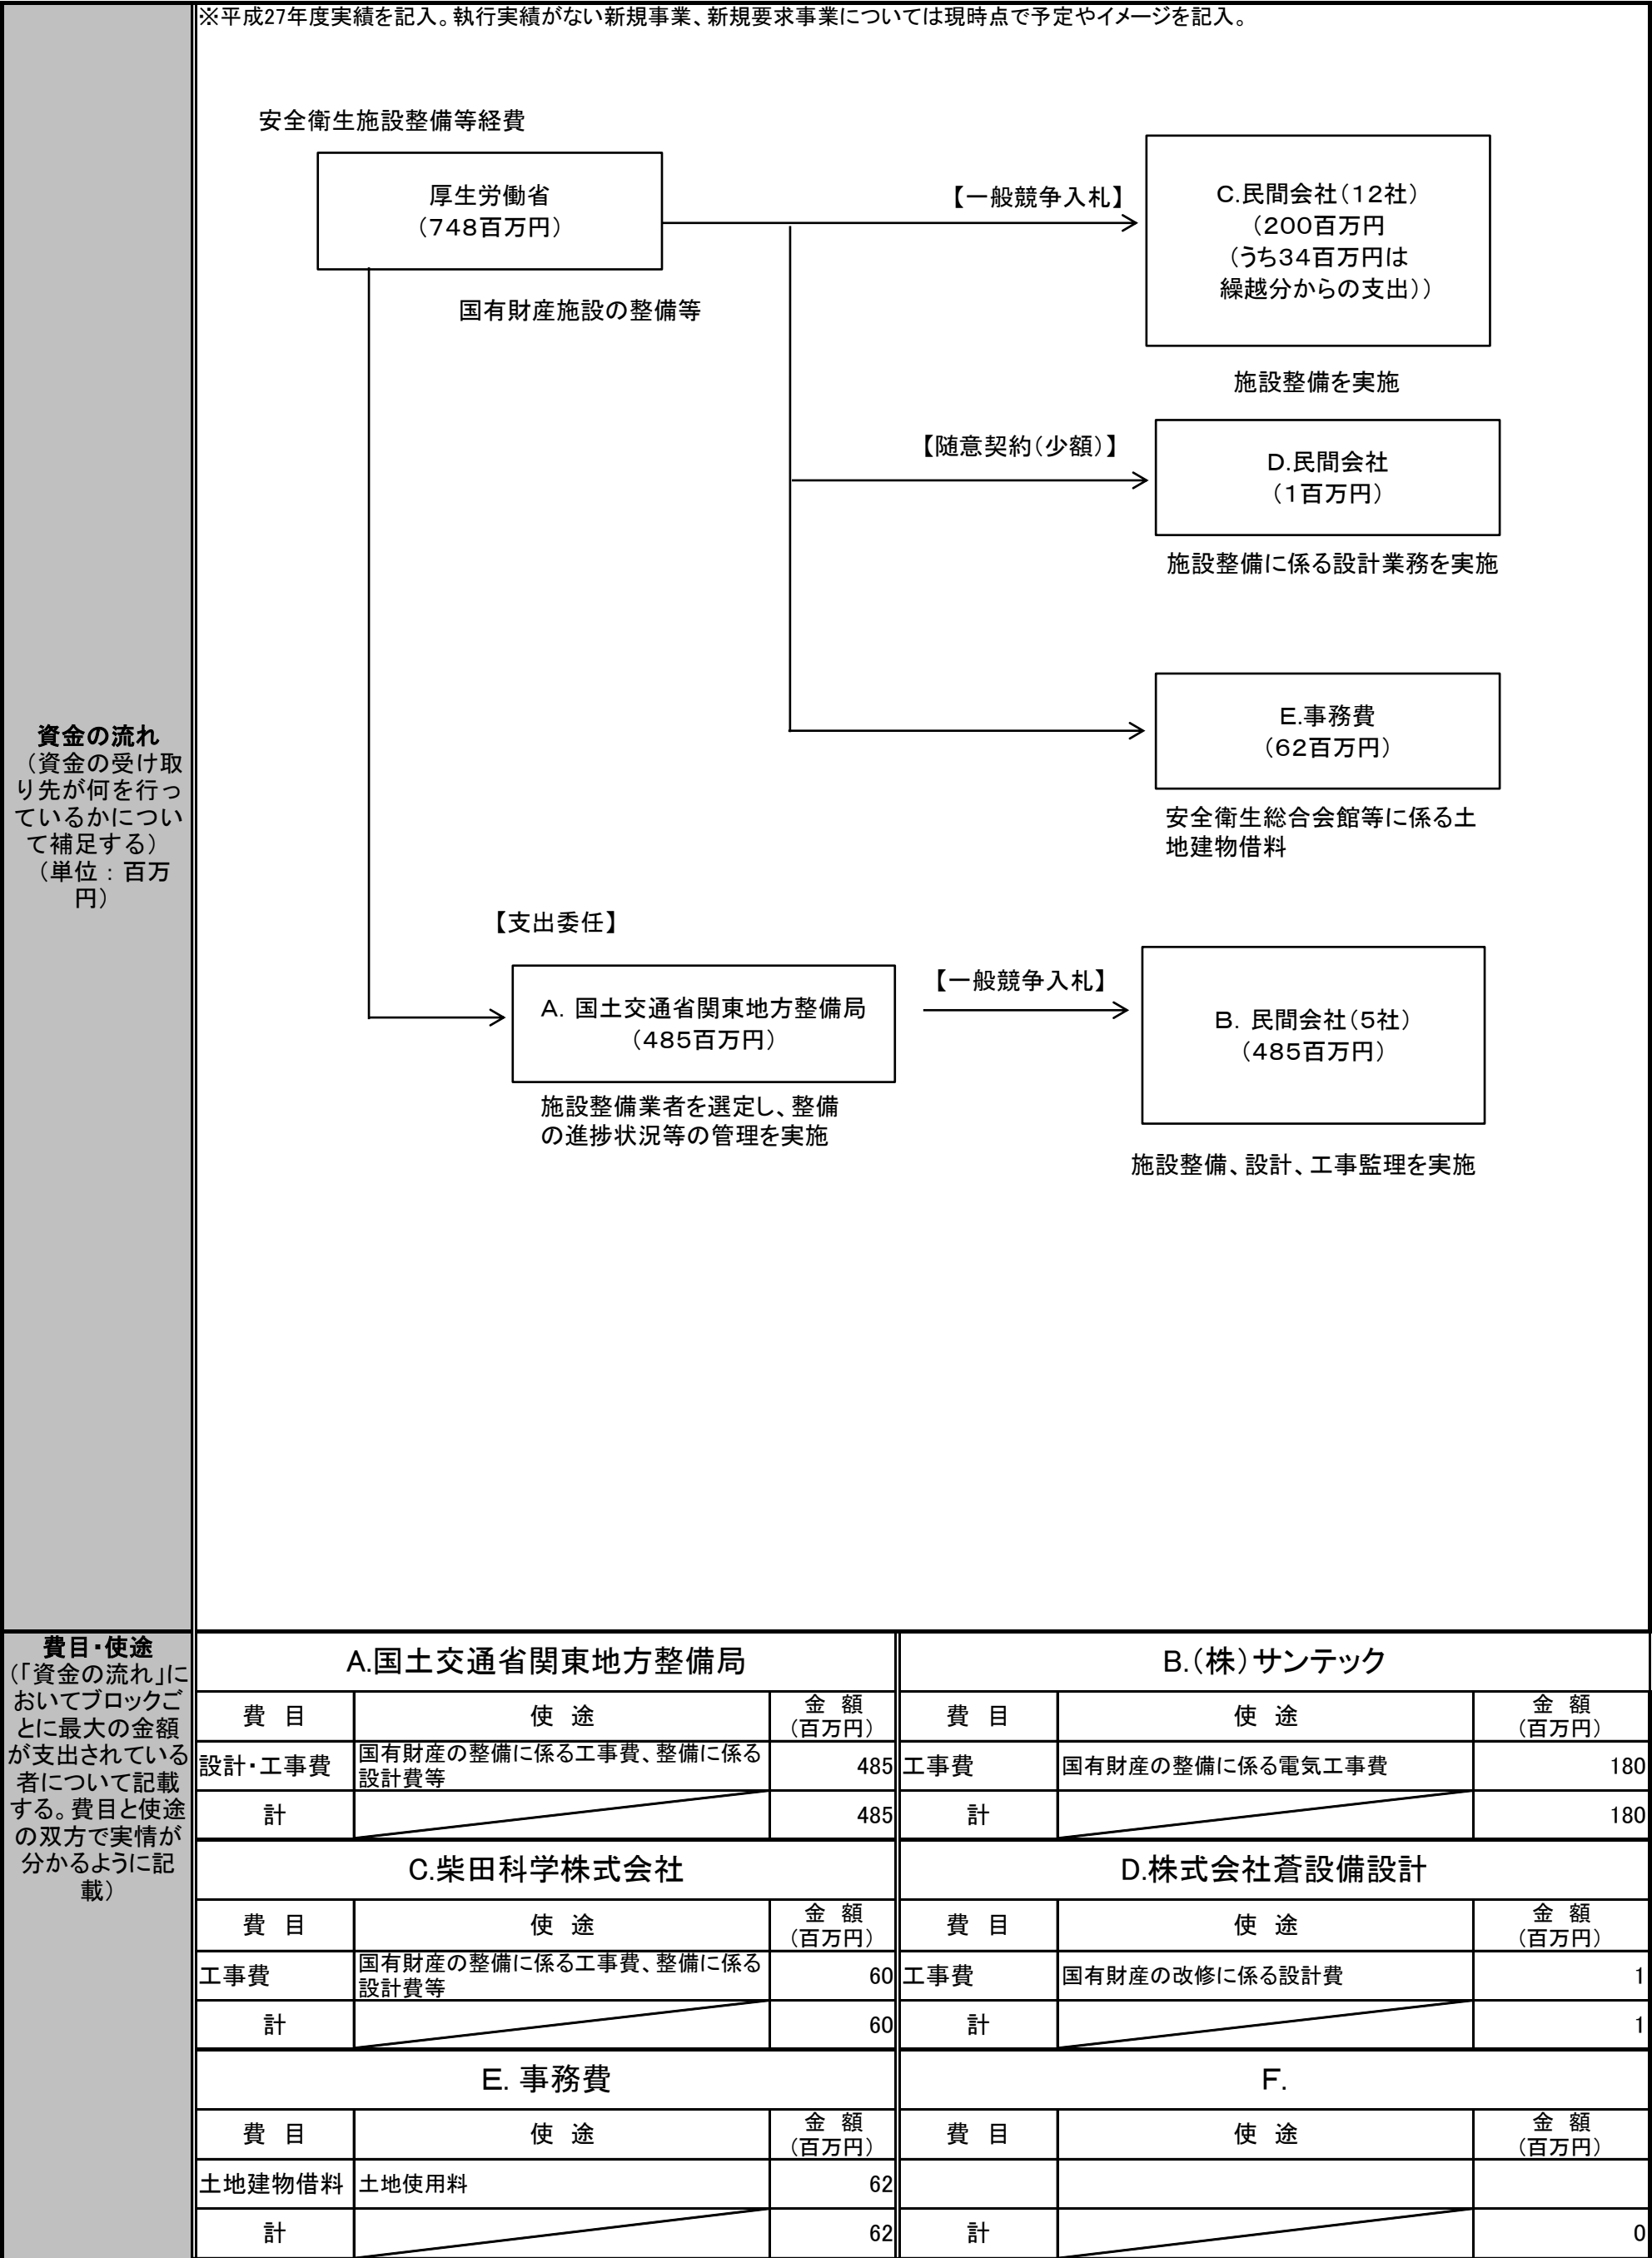 ※平成27年度実績を記入。執行実績がない新規事業、新規要求事業については現時点で予定やイメージを記入。
資金の流れ
（資金の受け取
り先が何を行っ
ているかについ
て補足する）
（単位：百万
円）
安全衛生施設整備等経費
厚生労働省
（748百万円）
国有財産施設の整備等
【一般競争入札】
C.民間会社（12社）
（200百万円
（うち34百万円は
繰越分からの支出））
施設整備を実施
【随意契約（少額）】
D.民間会社
（1百万円）
施設整備に係る設計業務を実施
E.事務費
（62百万円）
安全衛生総合会館等に係る土
地建物借料
【支出委任】
A. 国土交通省関東地方整備局
（485百万円）
施設整備業者を選定し、整備
の進捗状況等の管理を実施
【一般競争入札】
B. 民間会社（5社）
（485百万円）
施設整備、設計、工事監理を実施
費目・使途
（「資金の流れ」に
おいてブロックご
とに最大の金額
が支出されている
者について記載
する。費目と使途
の双方で実情が
分かるように記
載）
A.国土交通省関東地方整備局
B.（株）サンテック
費 目 使 途 金 額 費 目 使 途 金 額
（百万円） （百万円）
設計・工事費 国有財産の整備に係る工事費、整備に係る 485 工事費 国有財産の整備に係る電気工事費 180
設計費等
計 485 計 180
C.柴田科学株式会社
D.株式会社蒼設備設計
費 目 使 途 金 額 費 目 使 途 金 額
（百万円） （百万円）
工事費 国有財産の整備に係る工事費、整備に係る 60 工事費 国有財産の改修に係る設計費 1
設計費等
計 60 計 1
E. 事務費
F.
費 目 使 途 金 額 費 目 使 途 金 額
（百万円） （百万円）
土地建物借料 土地使用料 62
計 62 計 0